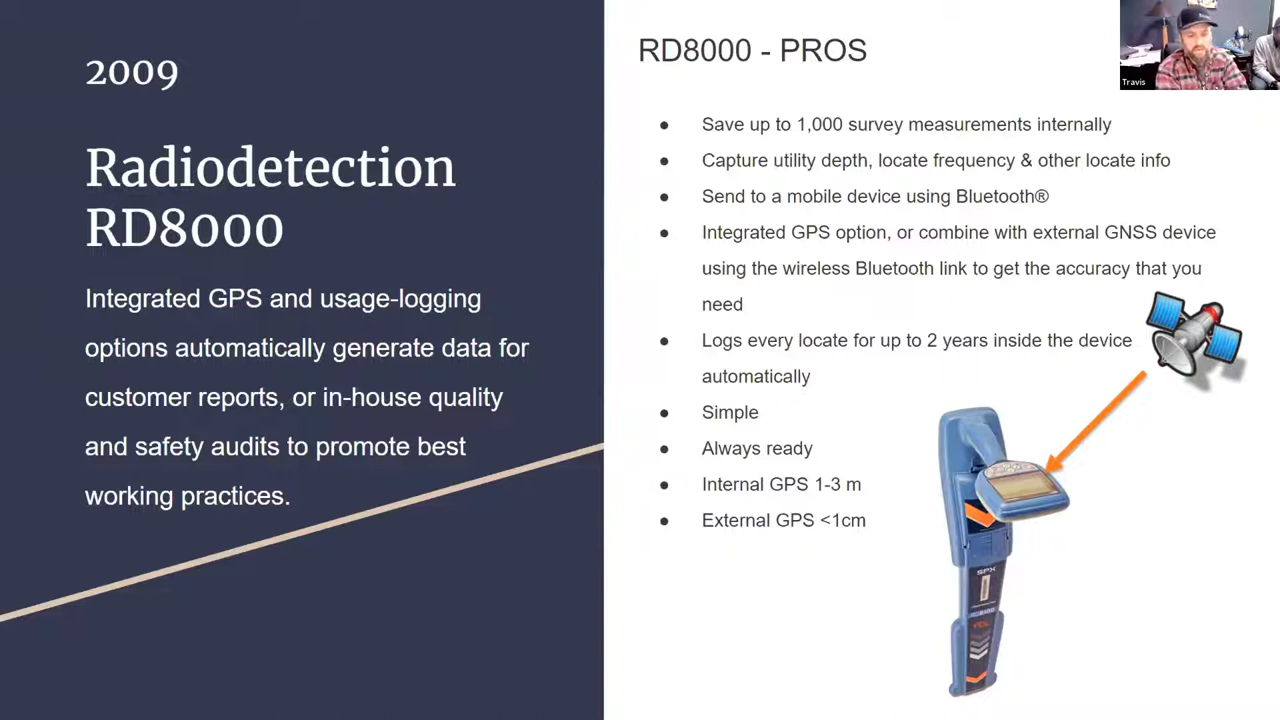 2009
Radiodetection
RD8000
Integrated GPS and usage-logging
options automatically generate data for
customer reports, or in-house quality
and safety audits to promote best
working practices.
RD8000 - PROS
● Save up to 1,000 survey measurements internally
● Capture utility depth, locate frequency & other locate info
● Send to a mobile device using Bluetooth®
● Integrated GPS option, or combine with external GNSS device
using the wireless Bluetooth link to get the accuracy that you
need
● Logs every locate for up to 2 years inside the device
automatically
● Simple
● Always ready
● Internal GPS 1-3 m
● External GPS <1cm
Travis
SPX